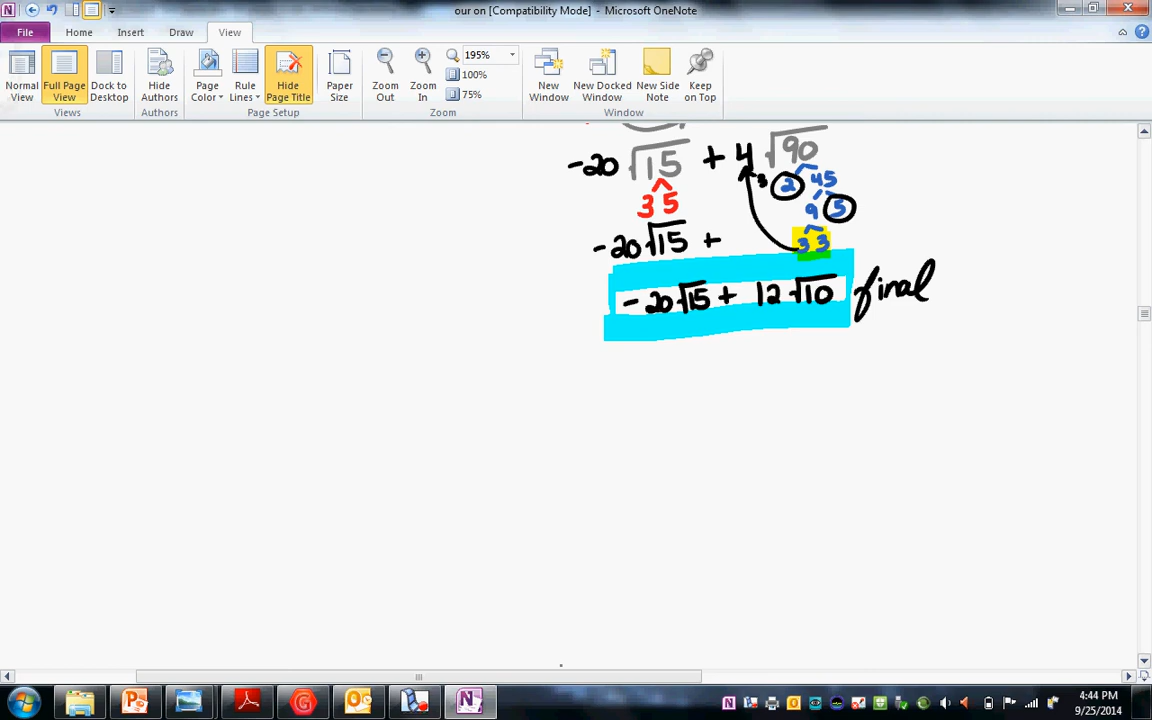 our on [Compatibility Mode] - Microsoft OneNote
File Home Insert Draw View
Normal View
Full Page View
Dock to Desktop
Views
Hide Authors
Authors
Page Color
Rule Lines
Hide Page Title
Paper Size
Page Setup
Zoom Out
Zoom In
195%
100%
75%
Zoom
New Window
New Docked Window
New Side Note
Keep on Top
Window
-20 √15 + 4 √90
3 5
·3 2 45
9 5
3 3
-20√15 +
-20√15 + 12√10 final
4:44 PM
9/25/2014